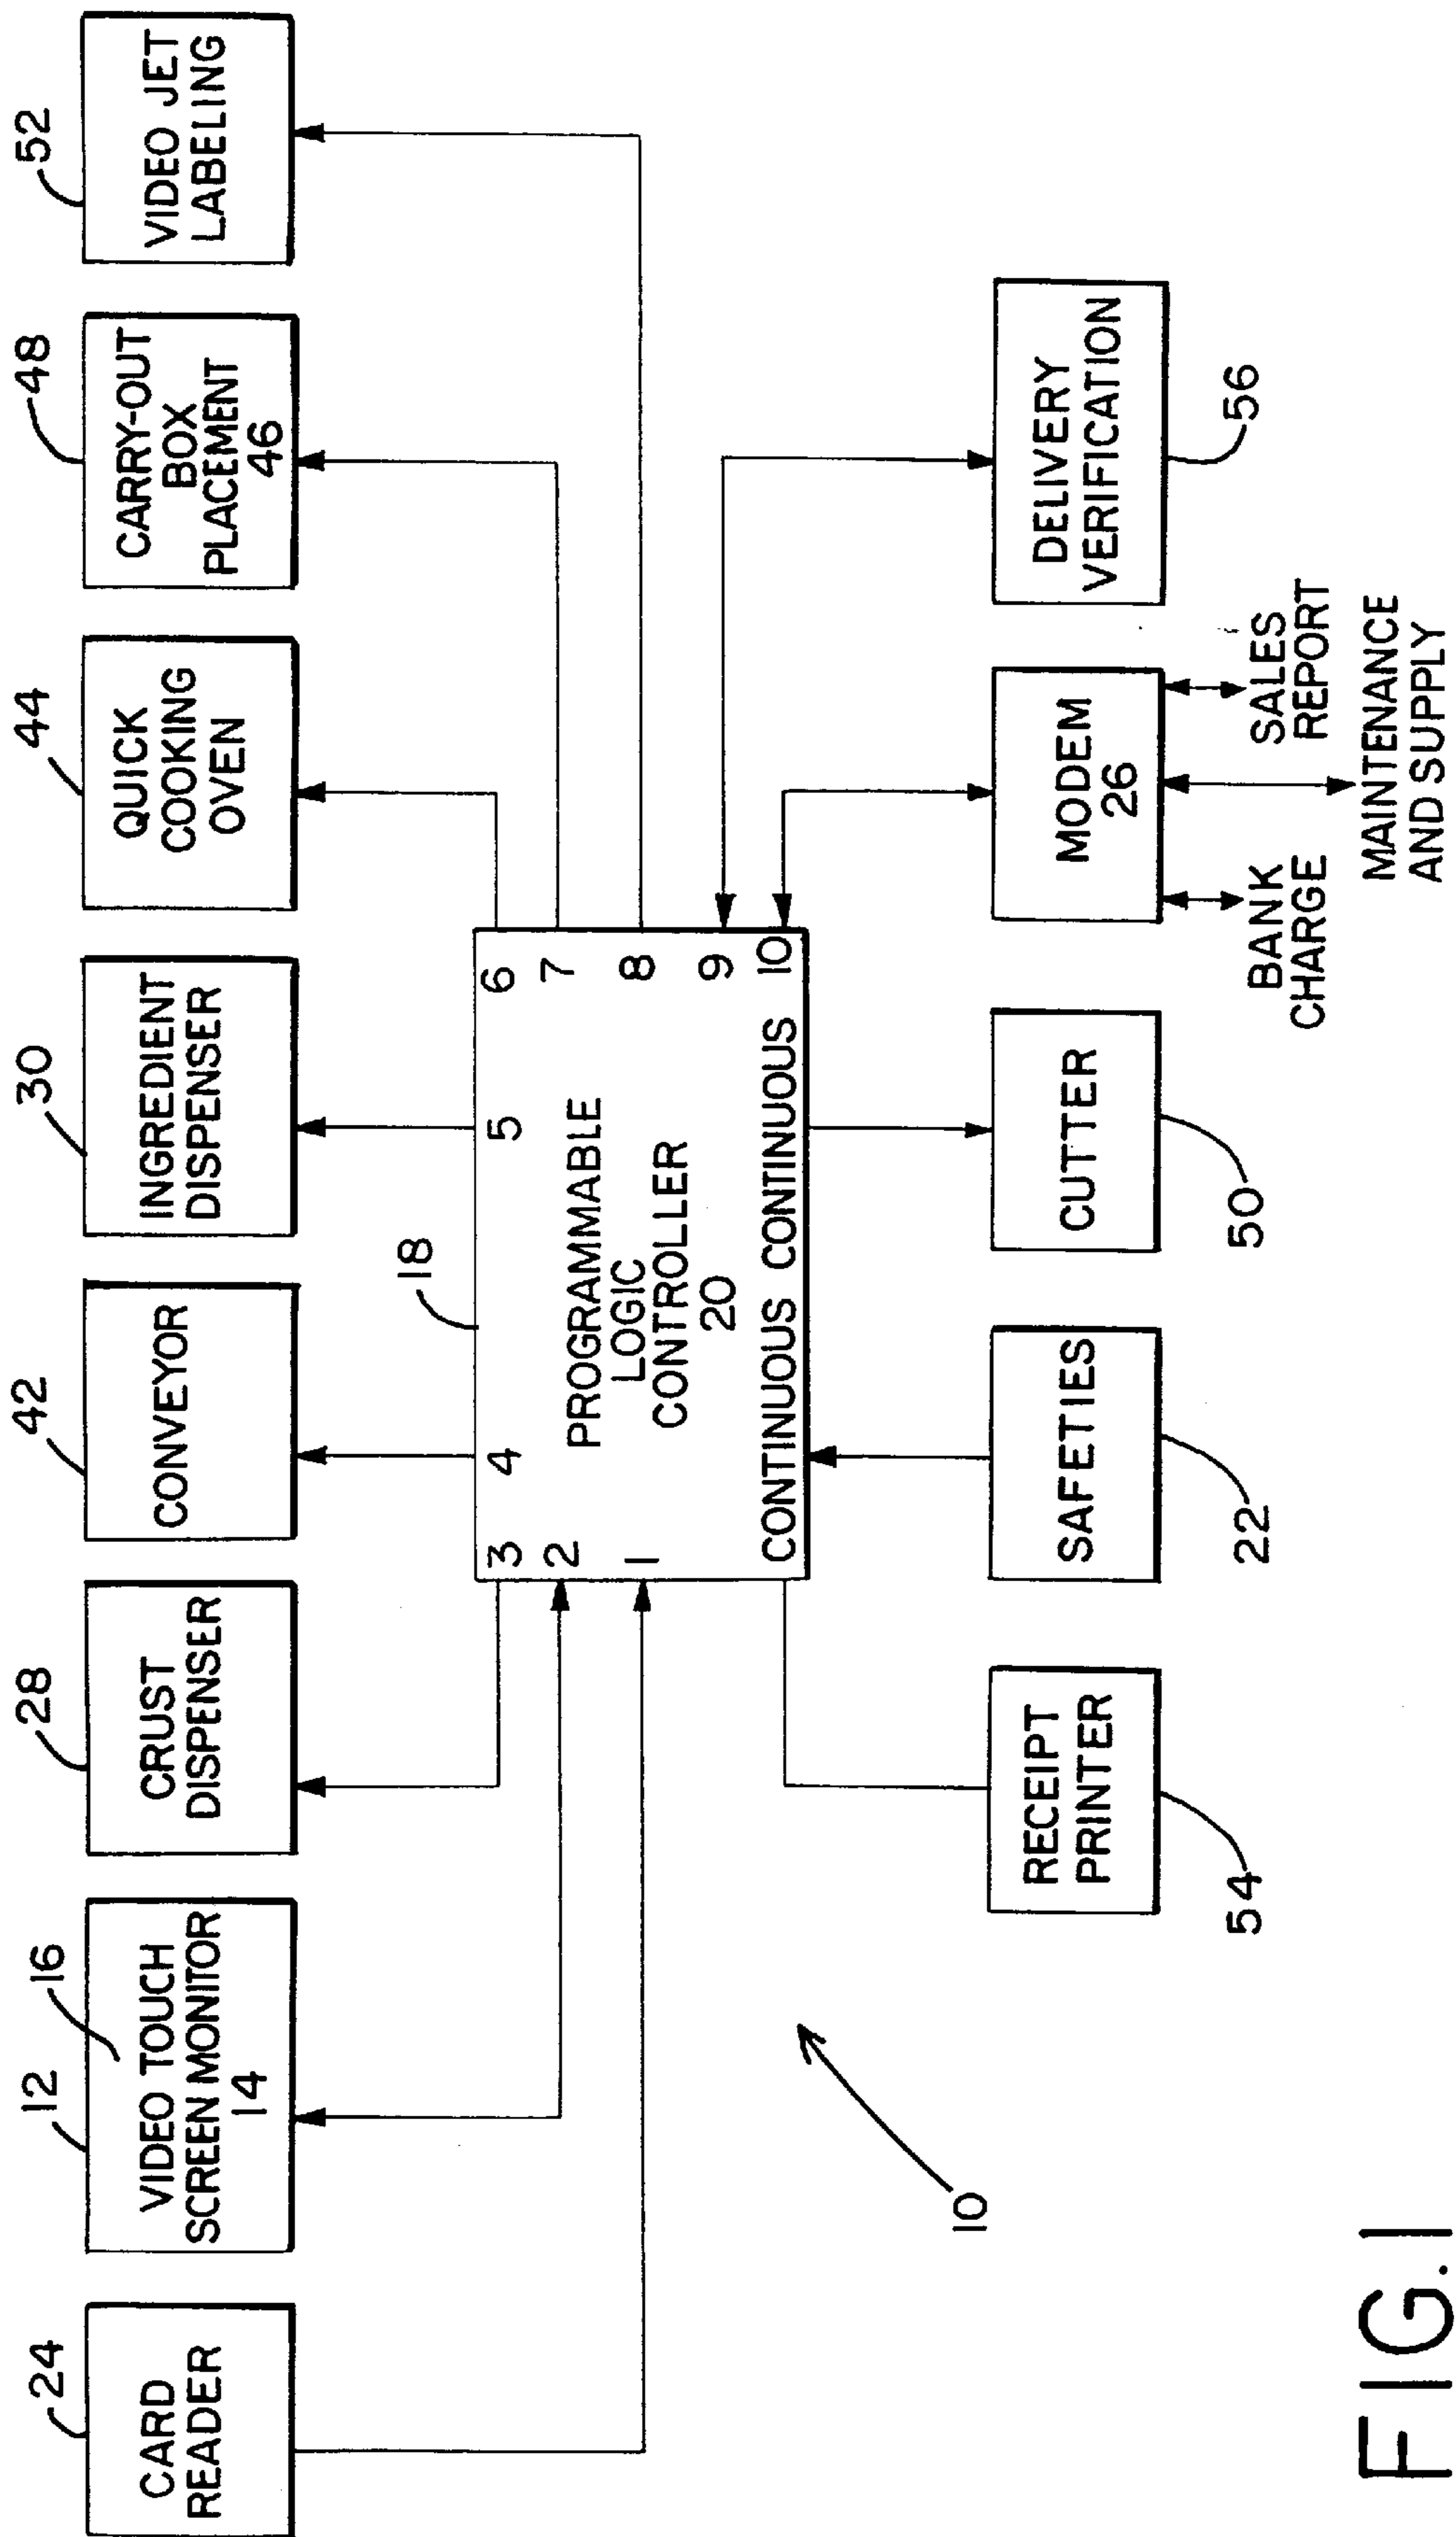 24
CARD
READER
12
16
VIDEO TOUCH
SCREEN MONITOR
14
28
CRUST
DISPENSER
42
CONVEYOR
30
INGREDIENT
DISPENSER
44
QUICK
COOKING
OVEN
48
CARRY-OUT
BOX
PLACEMENT
46
52
VIDEO JET
LABELING
18
3
4
5
6
2
7
1
8
9
10
PROGRAMMABLE
LOGIC
CONTROLLER
20
CONTINUOUS CONTINUOUS
10
RECEIPT
PRINTER
54
SAFETIES
22
CUTTER
50
MODEM
26
BANK
CHARGE
SALES
REPORT
MAINTENANCE
AND SUPPLY
DELIVERY
VERIFICATION
56
FIG. 1